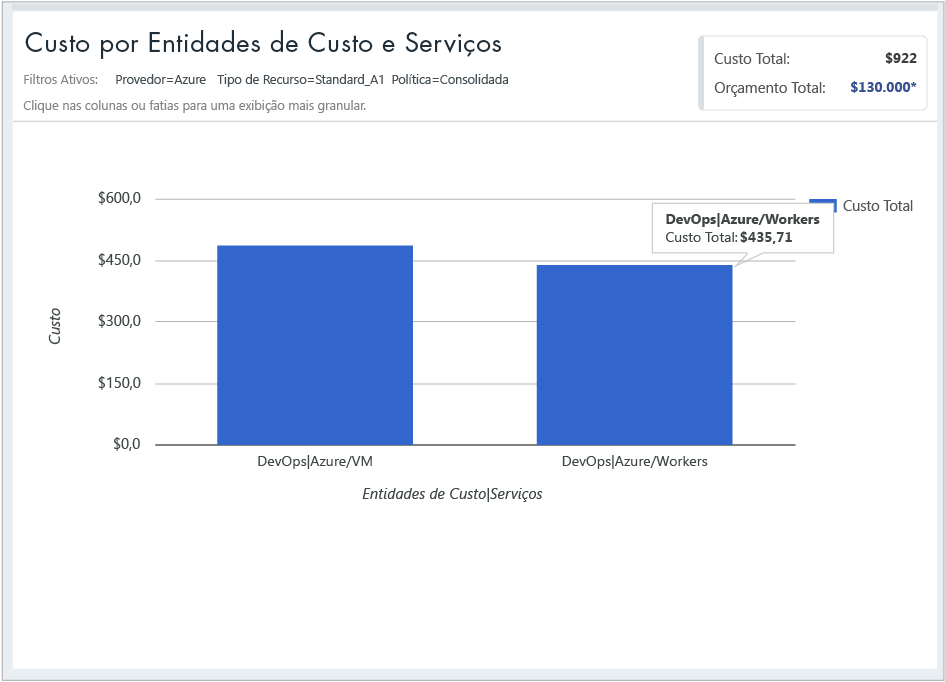 Custo por Entidades de Custo e Serviços
Filtros Ativos: Provedor=Azure Tipo de Recurso=Standard_A1 Política=Consolidada
Clique nas colunas ou fatias para uma exibição mais granular.
Custo Total: $922
Orçamento Total: $130.000*
$600,0
$450,0
$300,0
$150,0
$0,0
Custo
DevOps|Azure/Workers
Custo Total: $435,71
Custo Total
DevOps|Azure/VM
DevOps|Azure/Workers
Entidades de Custo|Serviços